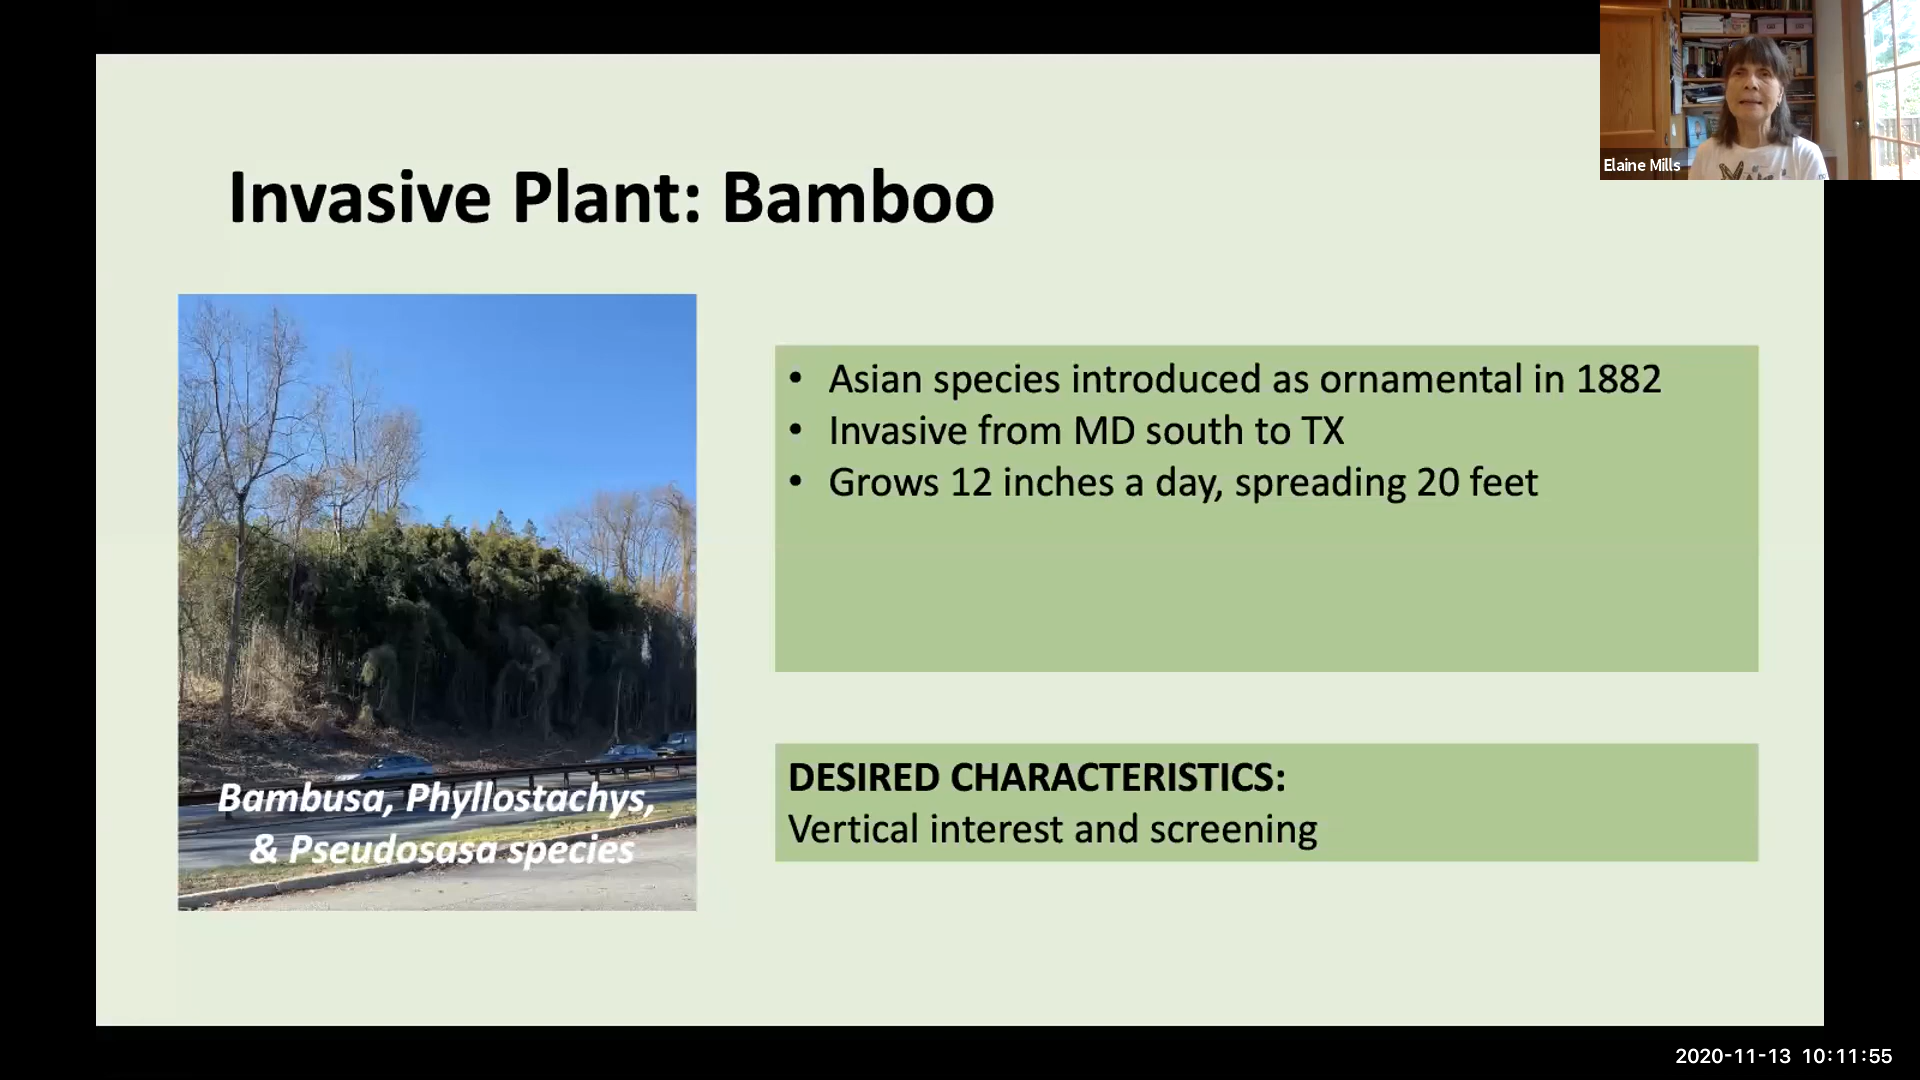 Elaine Mills
Invasive Plant: Bamboo
• Asian species introduced as ornamental in 1882
• Invasive from MD south to TX
• Grows 12 inches a day, spreading 20 feet
Bambusa, Phyllostachys,
& Pseudosasa species
DESIRED CHARACTERISTICS:
Vertical interest and screening
2020-11-13 10:11:55